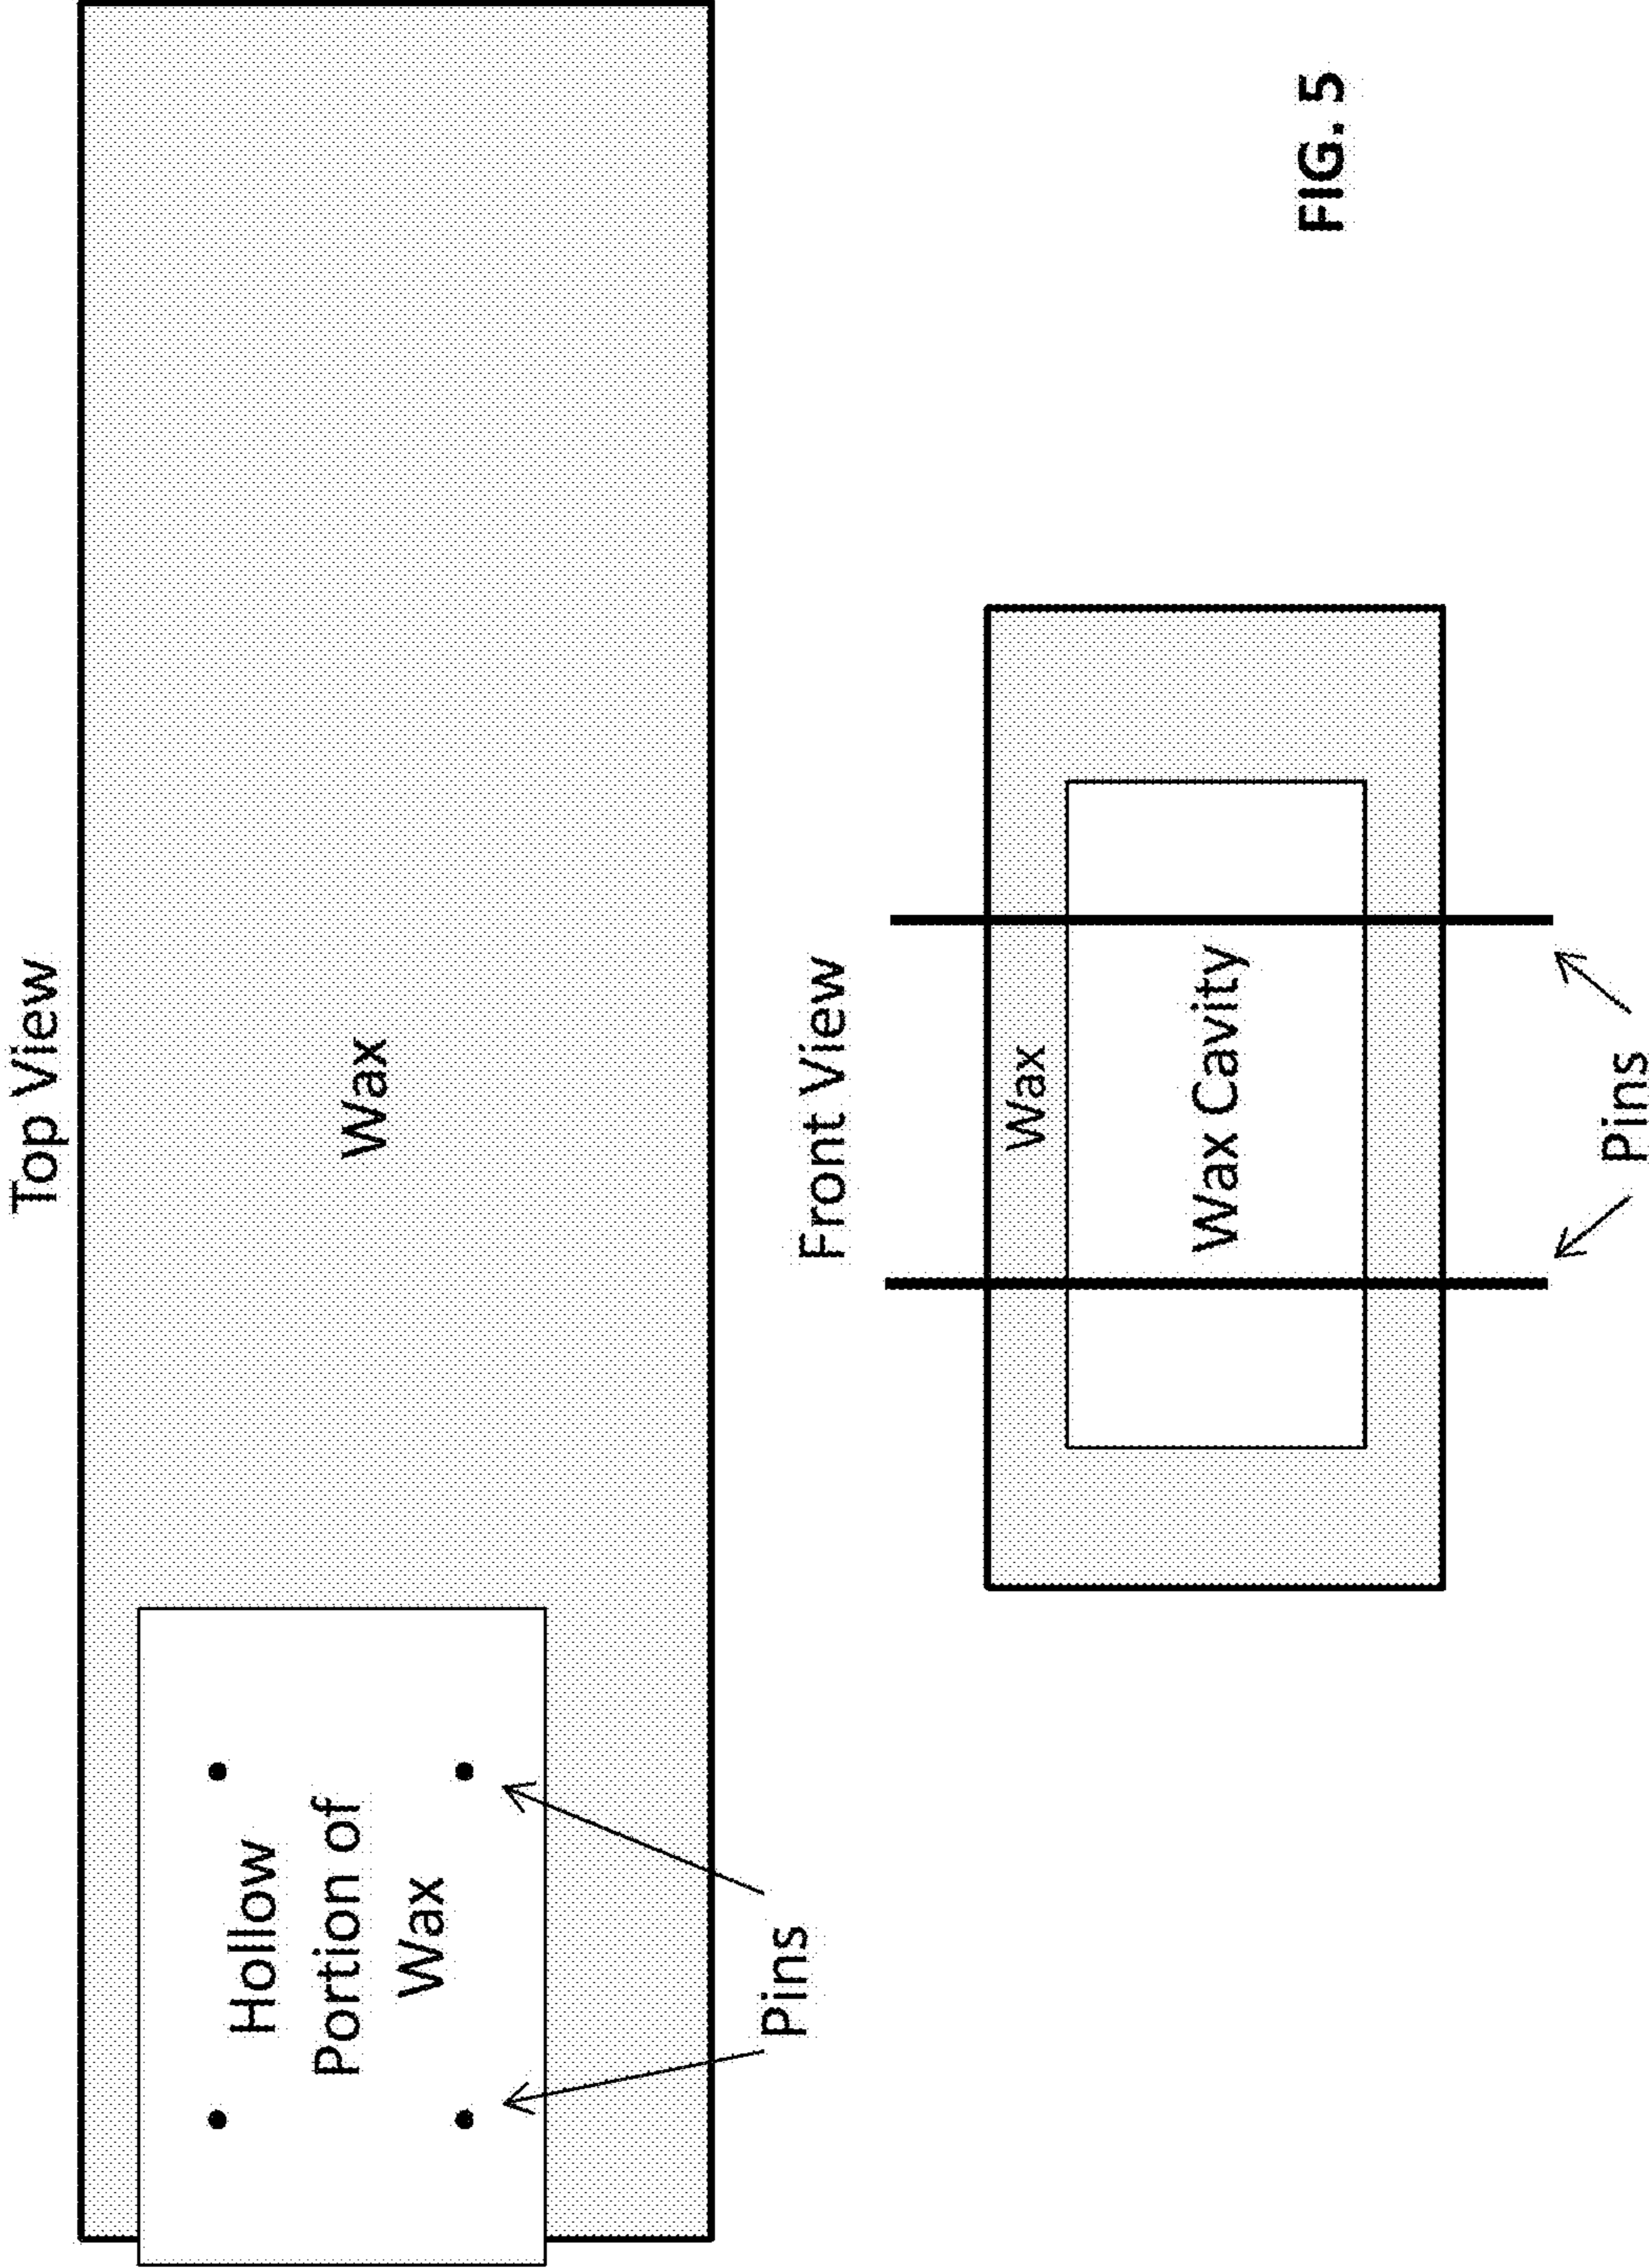 Top View
Wax
Hollow
Portion of
Wax
Pins
Front View
Wax
Wax Cavity
Pins
FIG. 5